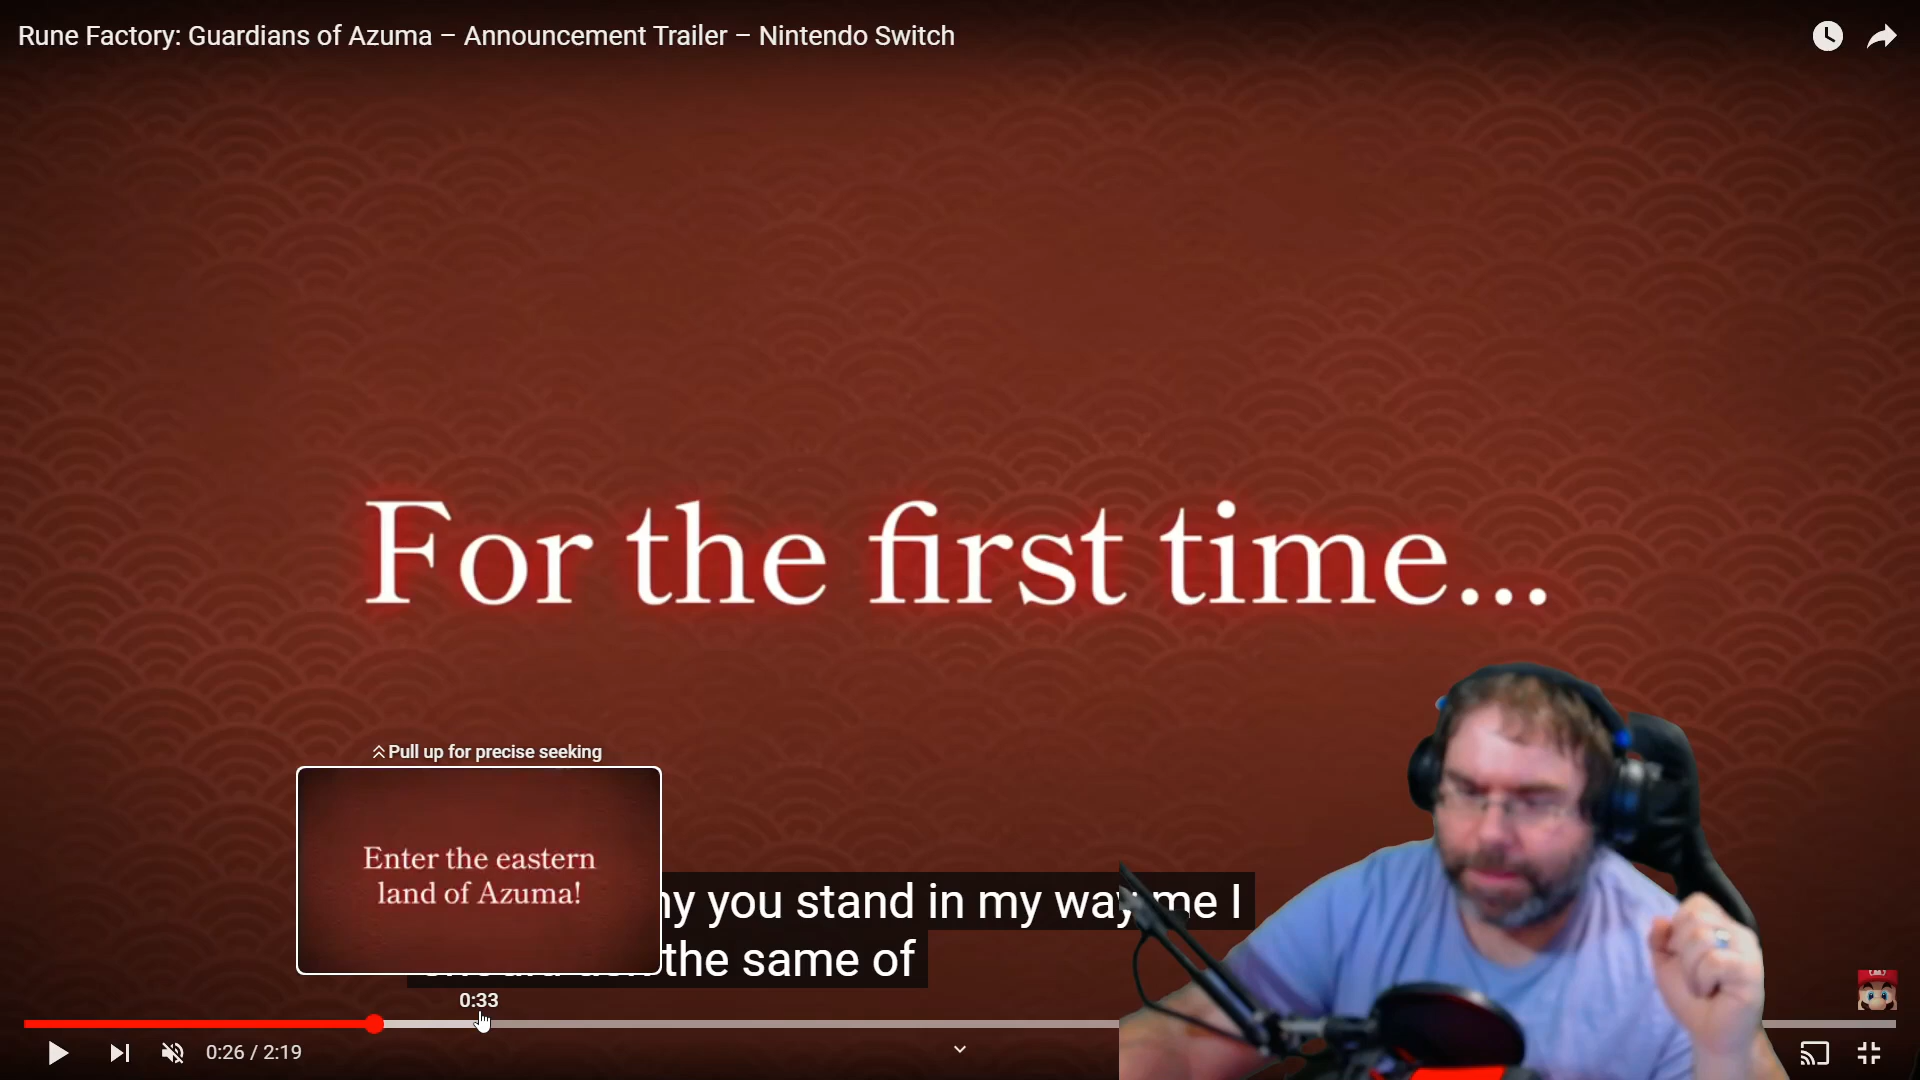 Rune Factory: Guardians of Azuma – Announcement Trailer – Nintendo Switch
For the first time...
Pull up for precise seeking
Enter the eastern
land of Azuma!
you stand in my way me I
the same of
0:33
0:26 / 2:19